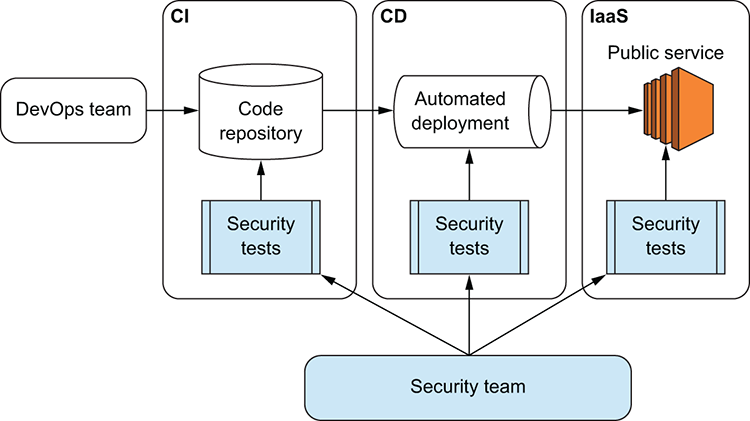 CI
CD
IaaS
Public service
DevOps team
Code
repository
Automated
deployment
Security
tests
Security
tests
Security
tests
Security team